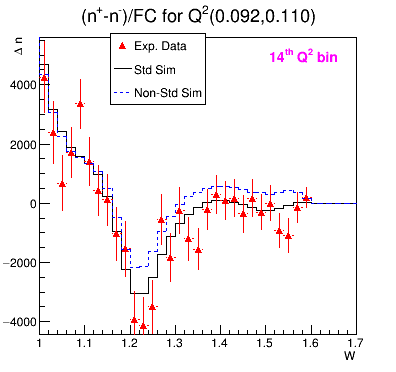 (n⁺-n⁻)/FC for Q²(0.092,0.110)
Δ n
Exp. Data
Std Sim
Non-Std Sim
14ᵗʰ Q² bin
4000
2000
0
−2000
−4000
1 1.1 1.2 1.3 1.4 1.5 1.6 1.7
W